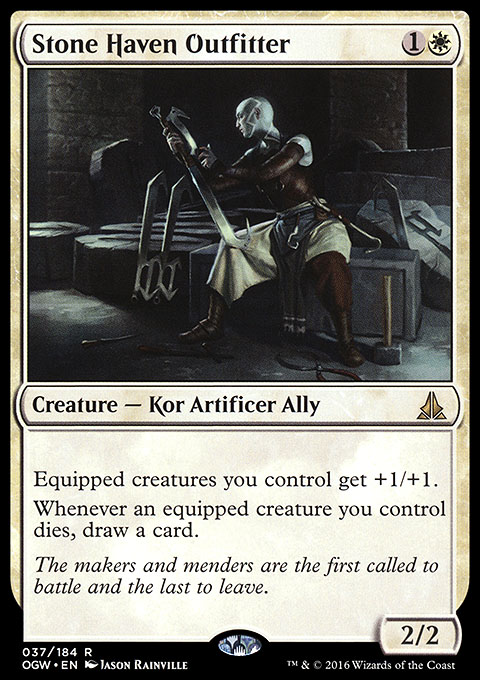 Stone Haven Outfitter 1
Creature — Kor Artificer Ally
Equipped creatures you control get +1/+1.
Whenever an equipped creature you control
dies, draw a card.
The makers and menders are the first called to
battle and the last to leave.
2/2
037/184 R
OGW • EN Jason Rainville
™ & © 2016 Wizards of the Coast